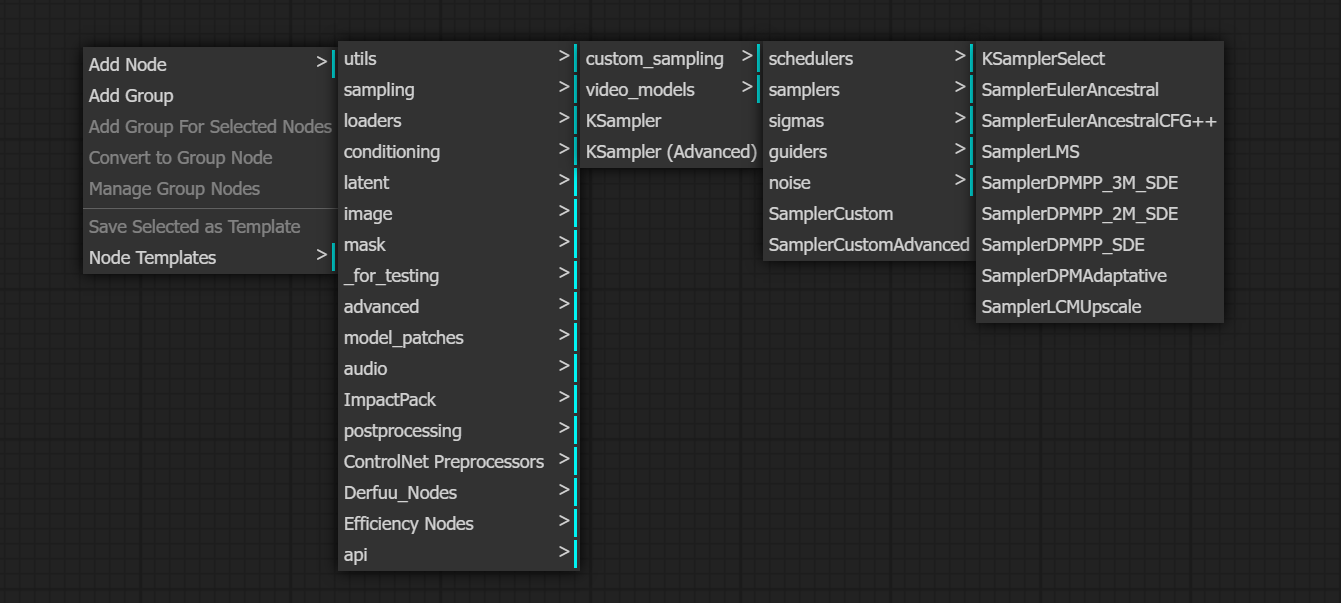 Add Node >
Add Group
Add Group For Selected Nodes
Convert to Group Node
Manage Group Nodes
Save Selected as Template
Node Templates >
utils >
sampling >
loaders >
conditioning >
latent >
image >
mask >
_for_testing >
advanced >
model_patches >
audio >
ImpactPack >
postprocessing >
ControlNet Preprocessors >
Derfuu_Nodes >
Efficiency Nodes >
api >
custom_sampling >
video_models >
KSampler
KSampler (Advanced)
schedulers >
samplers >
sigmas >
guiders >
noise >
SamplerCustom
SamplerCustomAdvanced
KSamplerSelect
SamplerEulerAncestral
SamplerEulerAncestralCFG++
SamplerLMS
SamplerDPMPP_3M_SDE
SamplerDPMPP_2M_SDE
SamplerDPMPP_SDE
SamplerDPMAdaptative
SamplerLCMUpscale